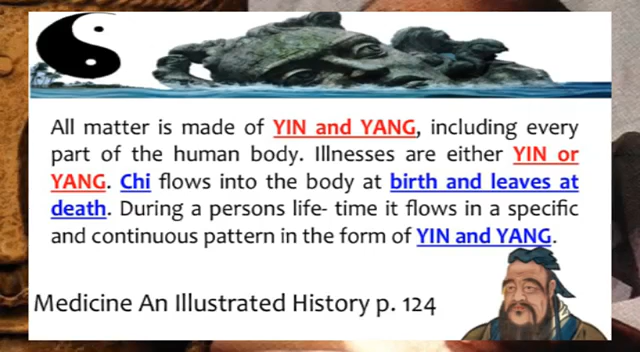 All matter is made of YIN and YANG, including every
part of the human body. Illnesses are either YIN or
YANG. Chi flows into the body at birth and leaves at
death. During a persons life- time it flows in a specific
and continuous pattern in the form of YIN and YANG.
Medicine An Illustrated History p. 124